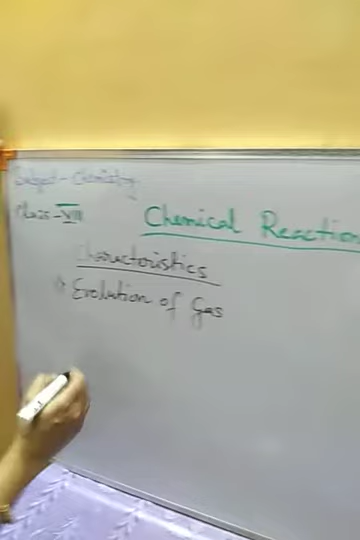 Subject - Chemistry
Class - VIII
Chemical Reaction
Characteristics
Evolution of Gas